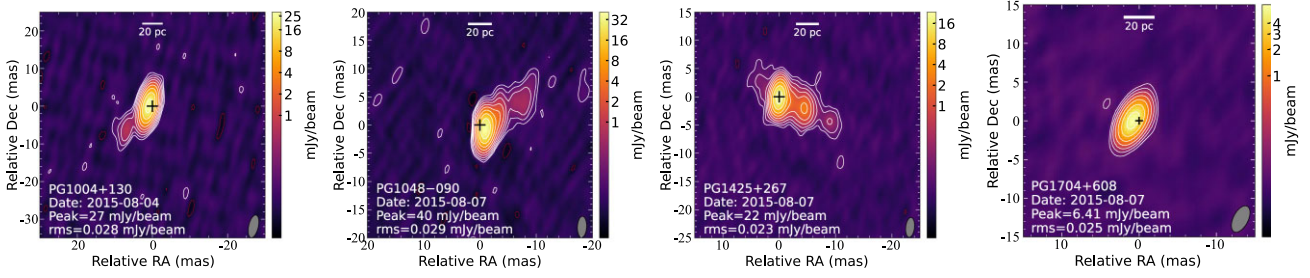 20 pc
PG1004+130
Date: 2015-08-04
Peak=27 mJy/beam
rms=0.028 mJy/beam
20
10
0
-10
-20
-30
Relative Dec (mas)
20
0
-20
Relative RA (mas)
25
16
8
4
2
1
mJy/beam
20 pc
PG1048−090
Date: 2015-08-07
Peak=40 mJy/beam
rms=0.029 mJy/beam
20
15
10
5
0
-5
-10
-15
-20
Relative Dec (mas)
20
10
0
-10
-20
Relative RA (mas)
32
16
8
4
2
1
mJy/beam
20 pc
PG1425+267
Date: 2015-08-07
Peak=22 mJy/beam
rms=0.023 mJy/beam
15
10
5
0
-5
-10
-15
-20
-25
Relative Dec (mas)
20
10
0
-10
-20
Relative RA (mas)
16
8
4
2
1
mJy/beam
20 pc
PG1704+608
Date: 2015-08-07
Peak=6.41 mJy/beam
rms=0.025 mJy/beam
15
10
5
0
-5
-10
-15
Relative Dec (mas)
10
0
-10
Relative RA (mas)
4
2
1
mJy/beam